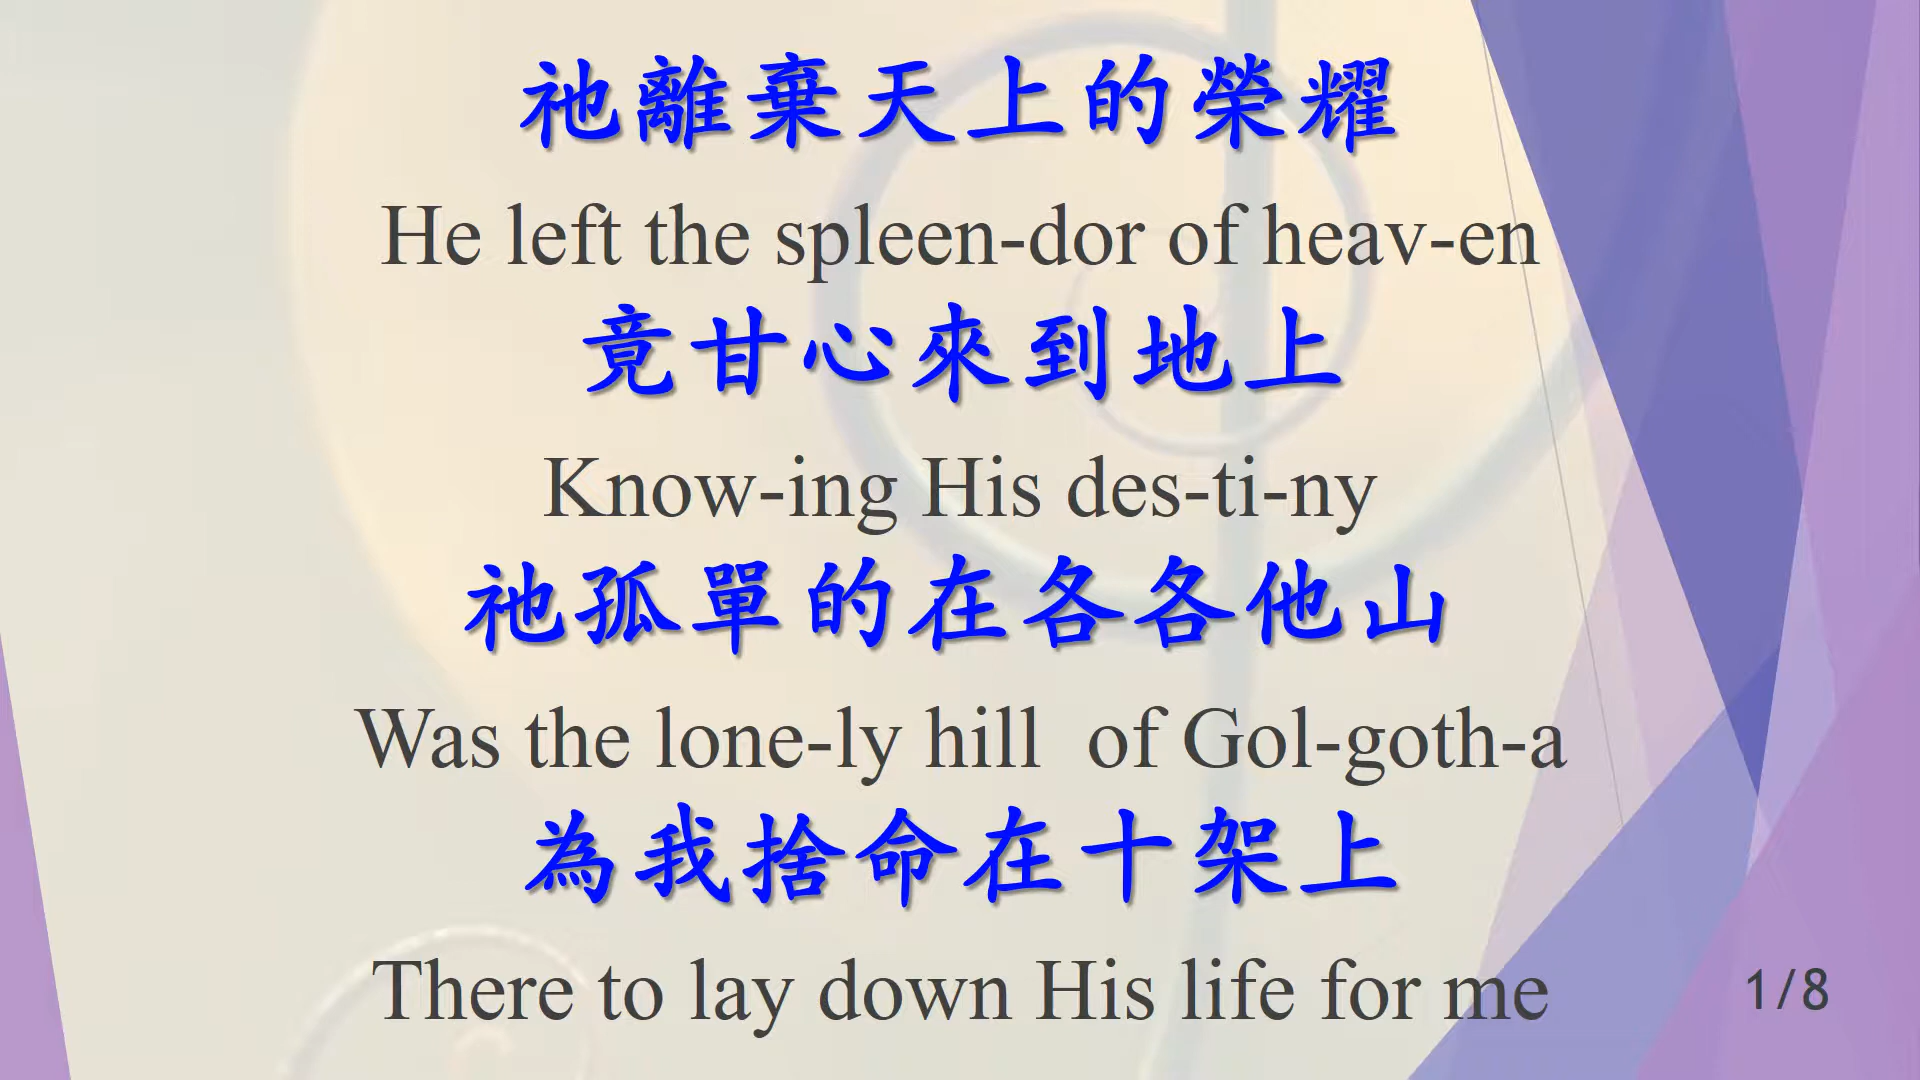 祂離棄天上的榮耀
He left the spleen-dor of heav-en
竟甘心來到地上
Know-ing His des-ti-ny
祂孤單的在各各他山
Was the lone-ly hill  of Gol-goth-a
為我捨命在十架上
There to lay down His life for me
1/8